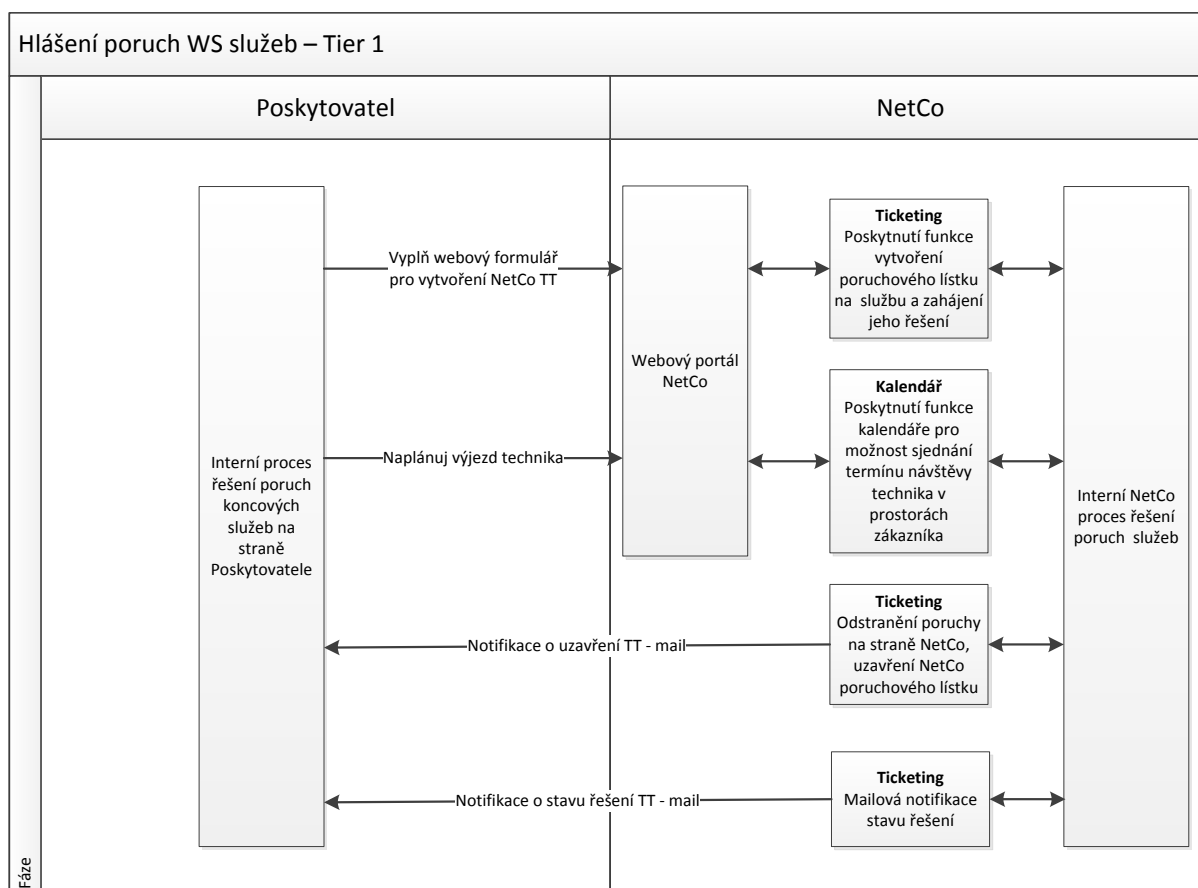 Hlášení poruch WS služeb – Tier 1
Poskytovatel
NetCo
Interní proces
řešení poruch
koncových
služeb na
straně
Poskytovatele
Vyplň webový formulář
pro vytvoření NetCo TT
Naplánuj výjezd technika
Notifikace o uzavření TT - mail
Notifikace o stavu řešení TT - mail
Webový portál
NetCo
Ticketing
Poskytnutí funkce
vytvoření
poruchového lístku
na službu a zahájení
jeho řešení
Kalendář
Poskytnutí funkce
kalendáře pro
možnost sjednání
termínu návštěvy
technika v
prostorách
zákazníka
Ticketing
Odstranění poruchy
na straně NetCo,
uzavření NetCo
poruchového lístku
Ticketing
Mailová notifikace
stavu řešení
Interní NetCo
proces řešení
poruch služeb
Fáze